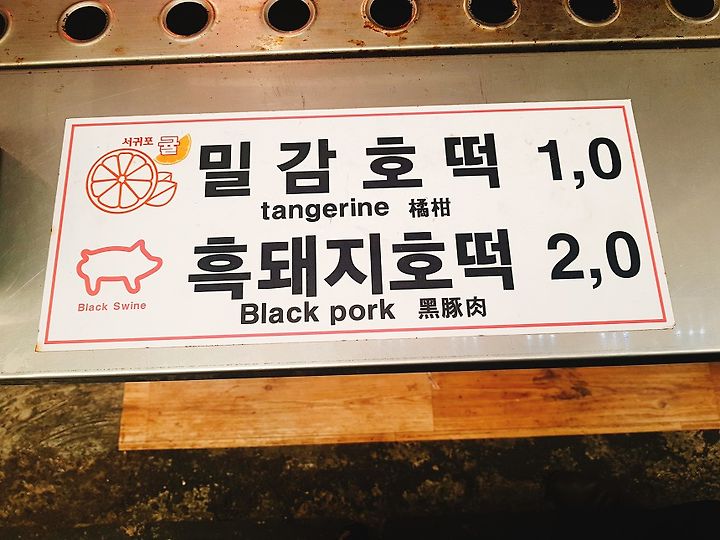 서귀포 귤
밀감호떡 1,0
tangerine 橘柑
흑돼지호떡 2,0
Black Swine
Black pork 黑豚肉